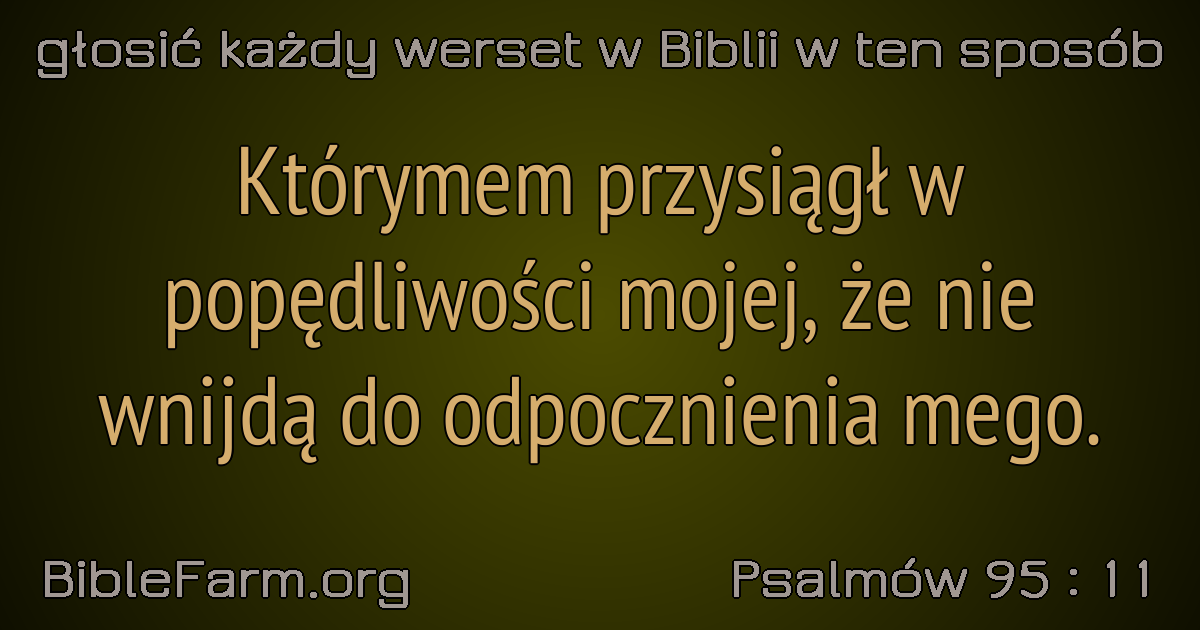 głosić każdy werset w Biblii w ten sposób
Którymem przysiągł w
popędliwości mojej, że nie
wnijdą do odpocznienia mego.
BibleFarm.org
Psalmów 95 : 11